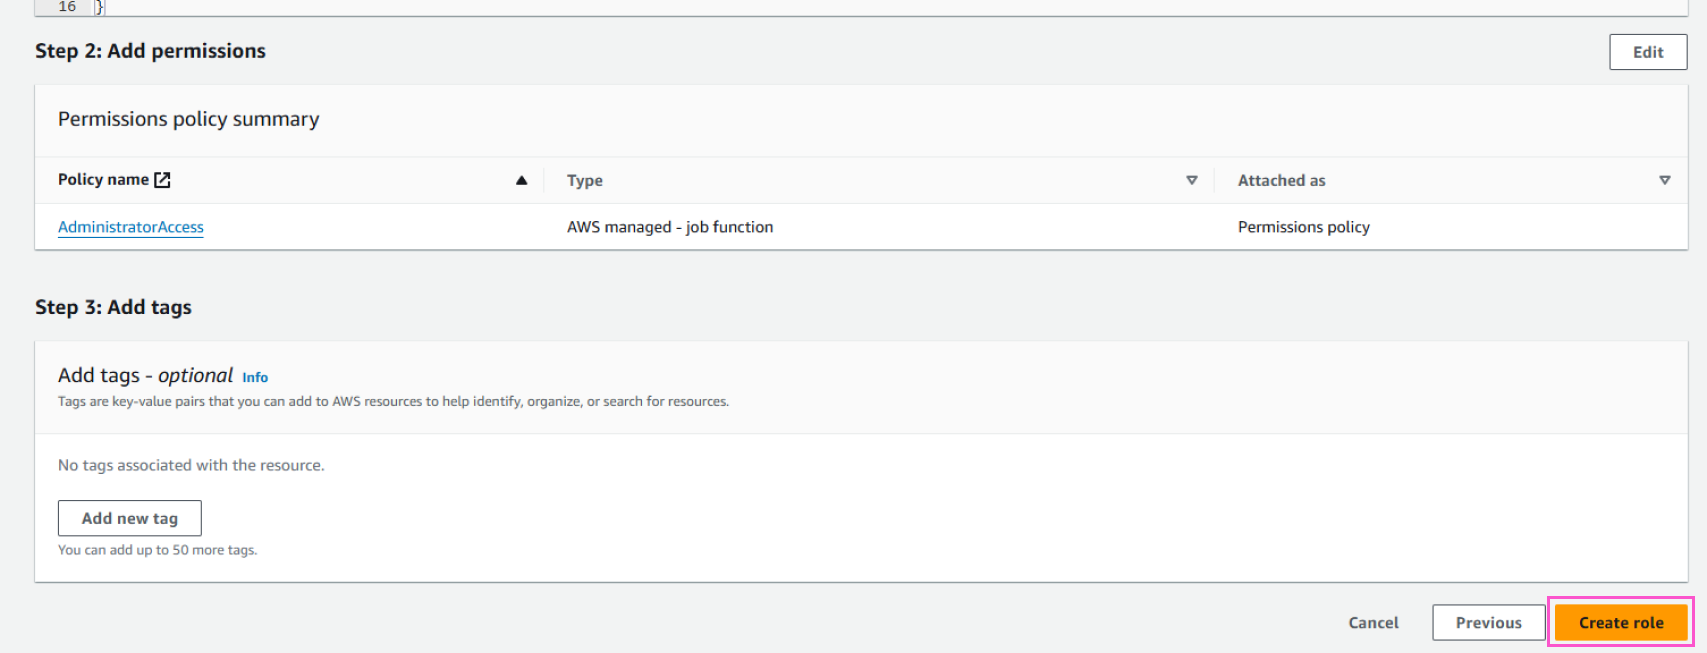 16 }
Step 2: Add permissions
Edit
Permissions policy summary
Policy name Type Attached as
AdministratorAccess AWS managed - job function Permissions policy
Step 3: Add tags
Add tags - optional Info
Tags are key-value pairs that you can add to AWS resources to help identify, organize, or search for resources.
No tags associated with the resource.
Add new tag
You can add up to 50 more tags.
Cancel Previous Create role